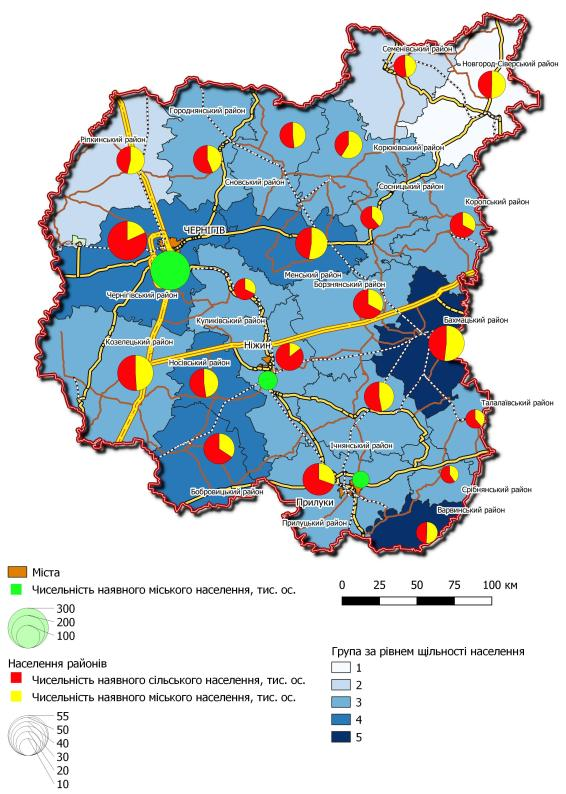 Семенівський район
Новгород-Сіверський район
Городнянський район
Ріпкинський район
Корюківський район
Сновський район
Сосницький район
Коропський район
ЧЕРНІГІВ
Менський район
Борзнянський район
Чернігівський район
Куликівський район
Бахмацький район
Козелецький район
Ніжин
Носівський район
Талалаївський район
Ічнянський район
Срібнянський район
Бобровицький район
Прилуки
Варвинський район
Прилуцький район
Міста
Чисельність наявного міського населення, тис. ос.
300
200
100
Населення районів
Чисельність наявного сільського населення, тис. ос.
Чисельність наявного міського населення, тис. ос.
55
50
40
30
20
10
0 25 50 75 100 км
Група за рівнем щільності населення
1
2
3
4
5